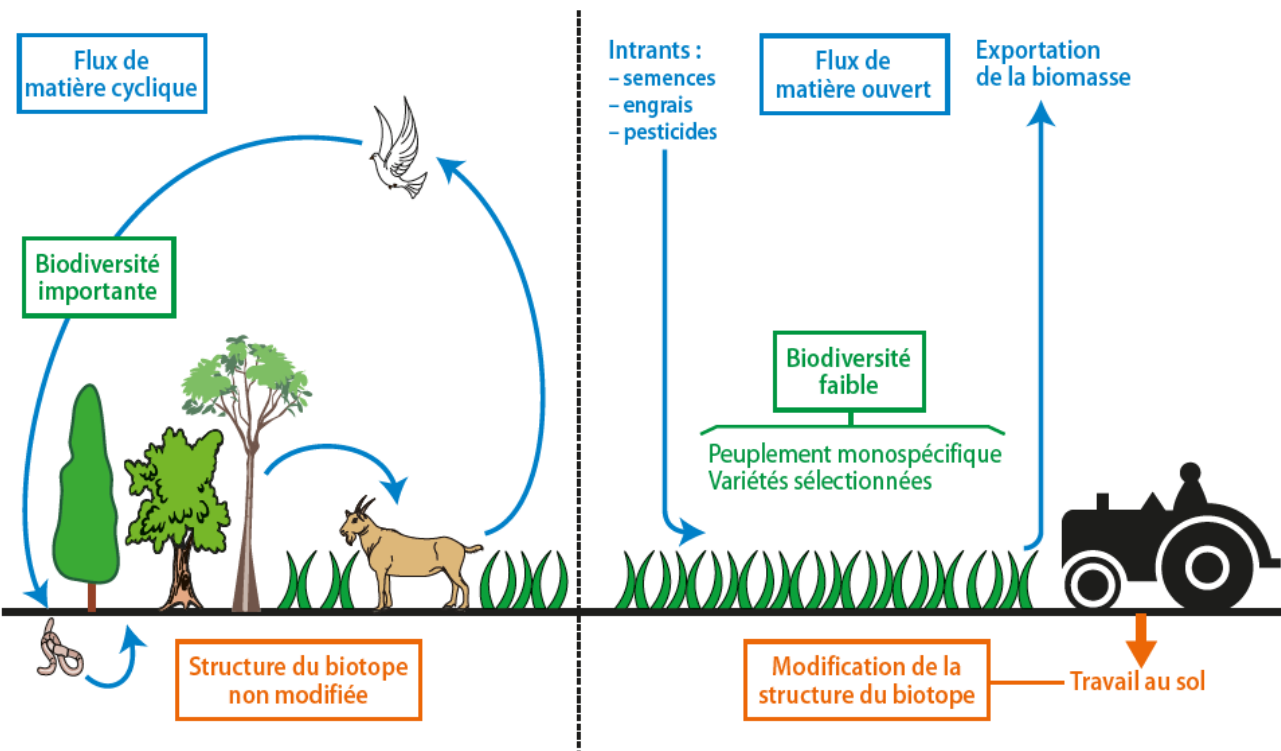 Flux de
matière cyclique
Biodiversité
importante
Structure du biotope
non modifiée
Intrants :
– semences
– engrais
– pesticides
Flux de
matière ouvert
Exportation
de la biomasse
Biodiversité
faible
Peuplement monospécifique
Variétés sélectionnées
Modification de la
structure du biotope
Travail au sol